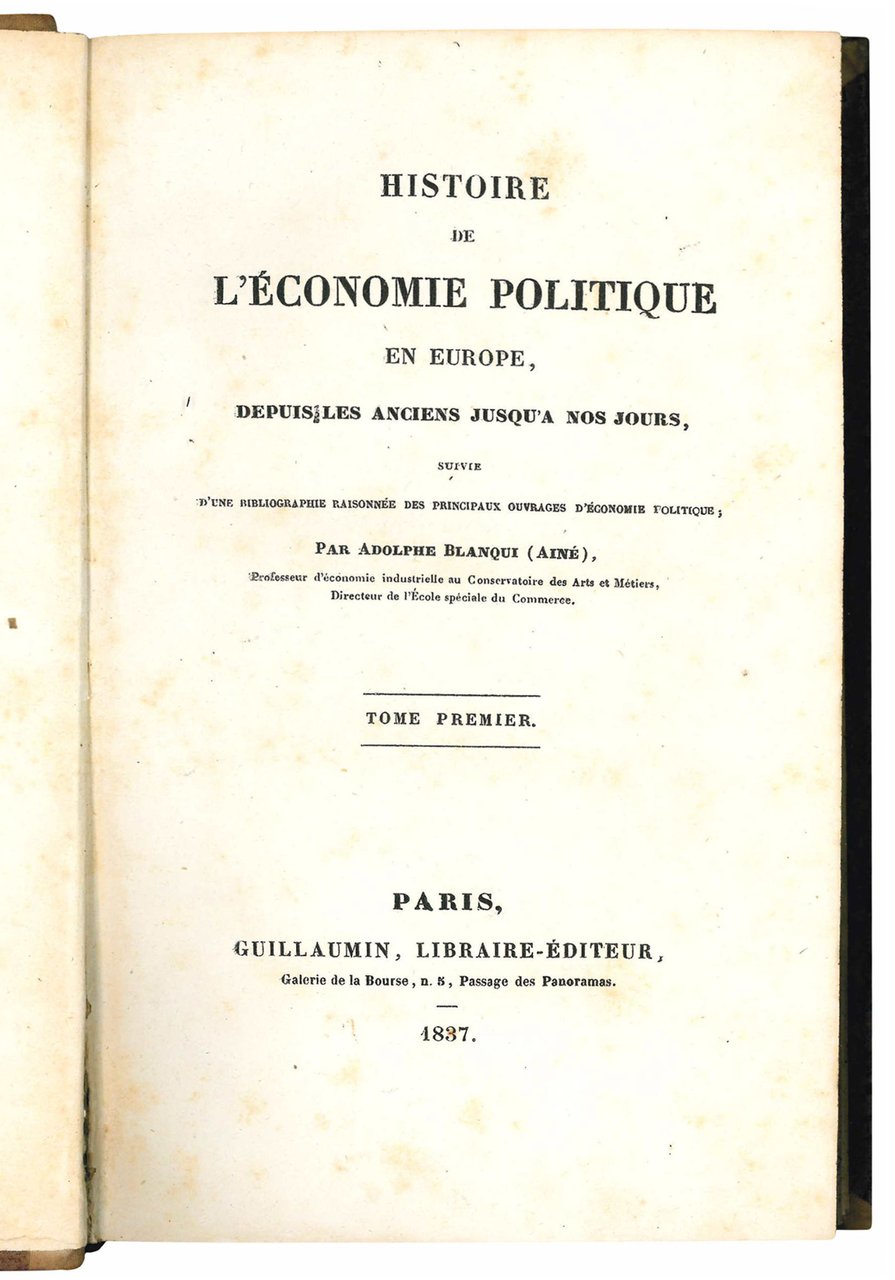 HISTOIRE
DE
L'ÉCONOMIE POLITIQUE
EN EUROPE,
DEPUIS LES ANCIENS JUSQU'A NOS JOURS,
SUIVIE
D'UNE BIBLIOGRAPHIE RAISONNÉE DES PRINCIPAUX OUVRAGES D'ÉCONOMIE POLITIQUE;
PAR ADOLPHE BLANQUI (AINÉ),
Professeur d'économie industrielle au Conservatoire des Arts et Métiers,
Directeur de l'École spéciale du Commerce.
TOME PREMIER.
PARIS,
GUILLAUMIN, LIBRAIRE-ÉDITEUR,
Galerie de la Bourse, n. 5, Passage des Panoramas.
1837.